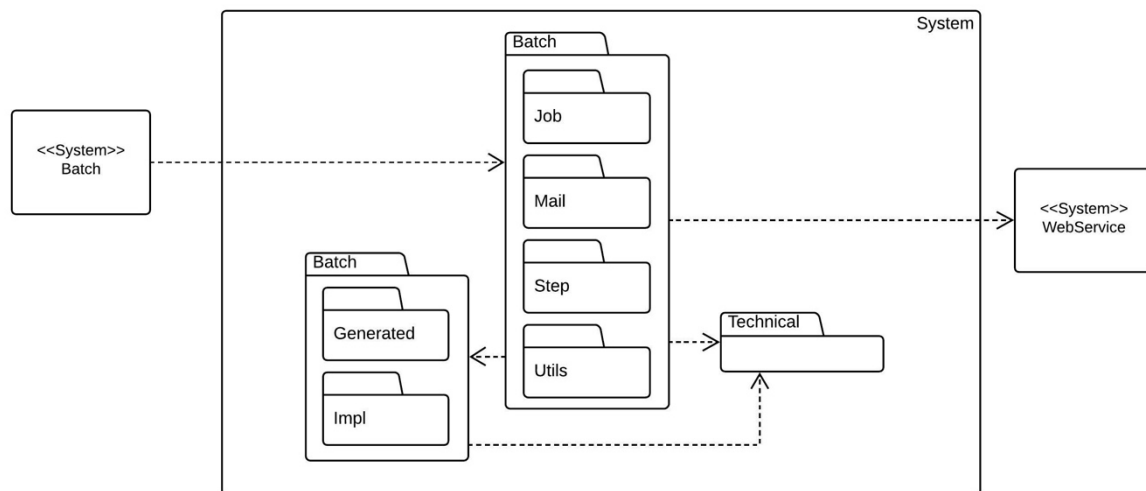 System
Batch
Job
<<System>>
Batch
Mail
<<System>>
WebService
Batch
Step
Generated
Technical
Utils
Impl